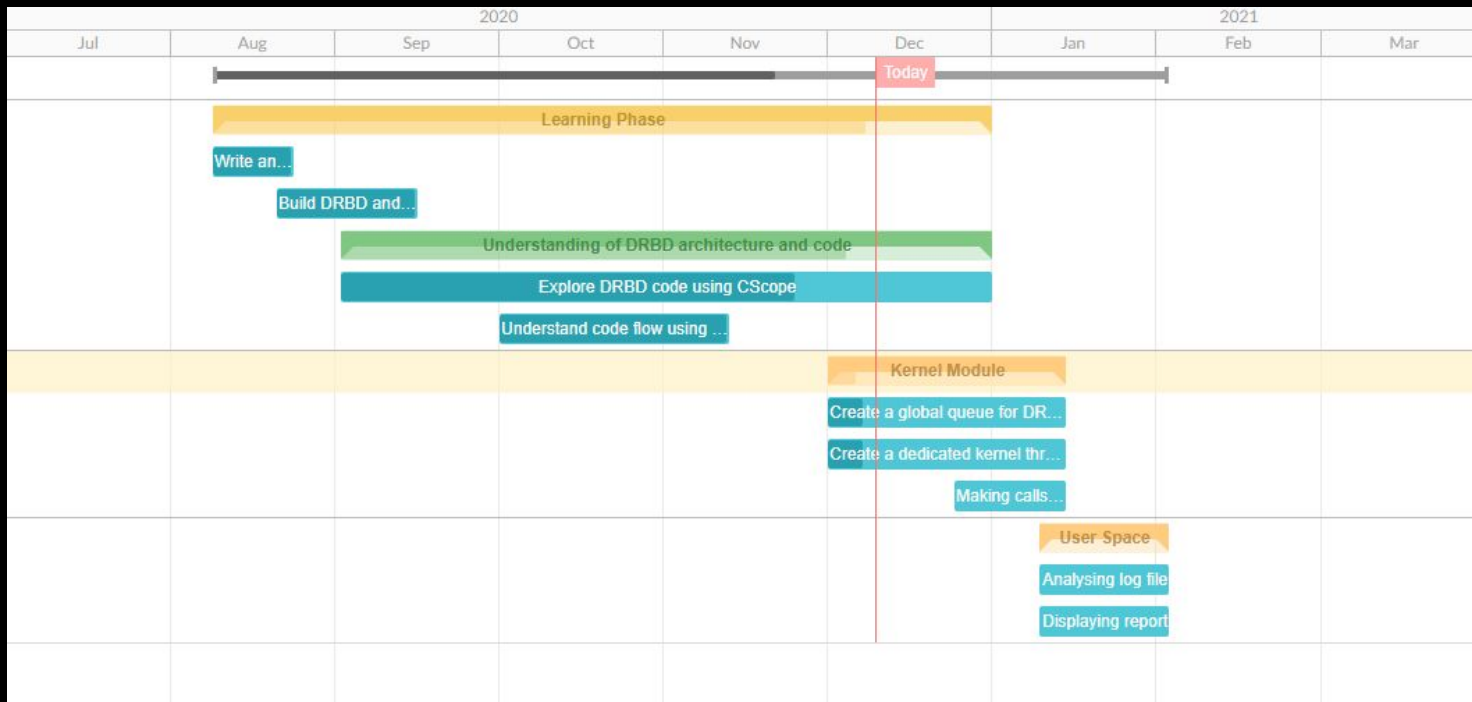 2020 2021
Jul Aug Sep Oct Nov Dec Jan Feb Mar
Today
Learning Phase
Write an...
Build DRBD and...
Understanding of DRBD architecture and code
Explore DRBD code using CScope
Understand code flow using ...
Kernel Module
Create a global queue for DR...
Create a dedicated kernel thr...
Making calls...
User Space
Analysing log file
Displaying report